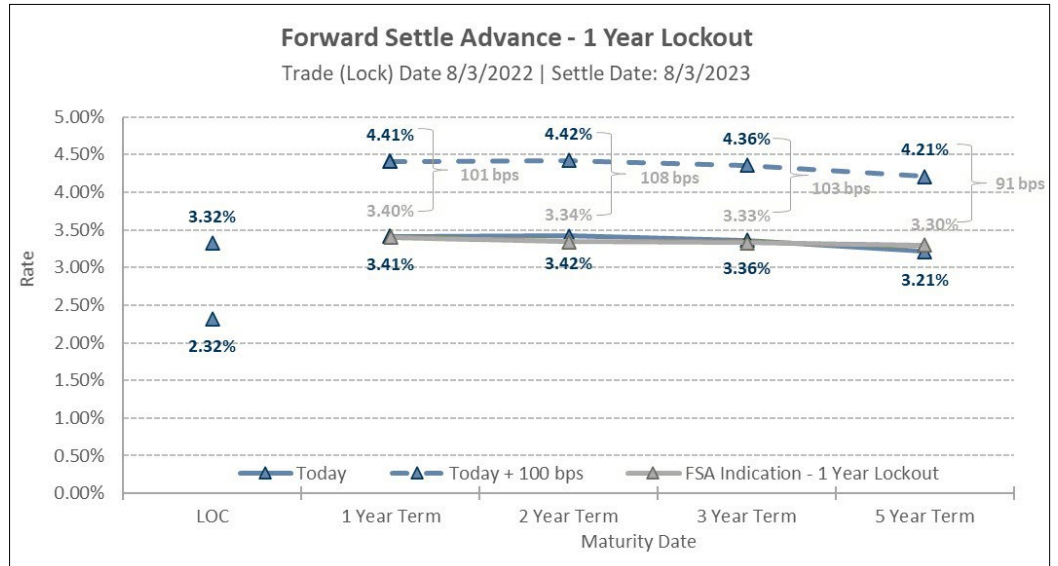 Forward Settle Advance - 1 Year Lockout
Trade (Lock) Date 8/3/2022 | Settle Date: 8/3/2023
Rate
5.00%
4.50%
4.00%
3.50%
3.00%
2.50%
2.00%
1.50%
1.00%
0.50%
0.00%
3.32%
2.32%
4.41%
101 bps
3.40%
3.41%
4.42%
108 bps
3.34%
3.42%
4.36%
103 bps
3.33%
3.36%
4.21%
91 bps
3.30%
3.21%
Today
Today + 100 bps
FSA Indication - 1 Year Lockout
LOC
1 Year Term
2 Year Term
3 Year Term
5 Year Term
Maturity Date